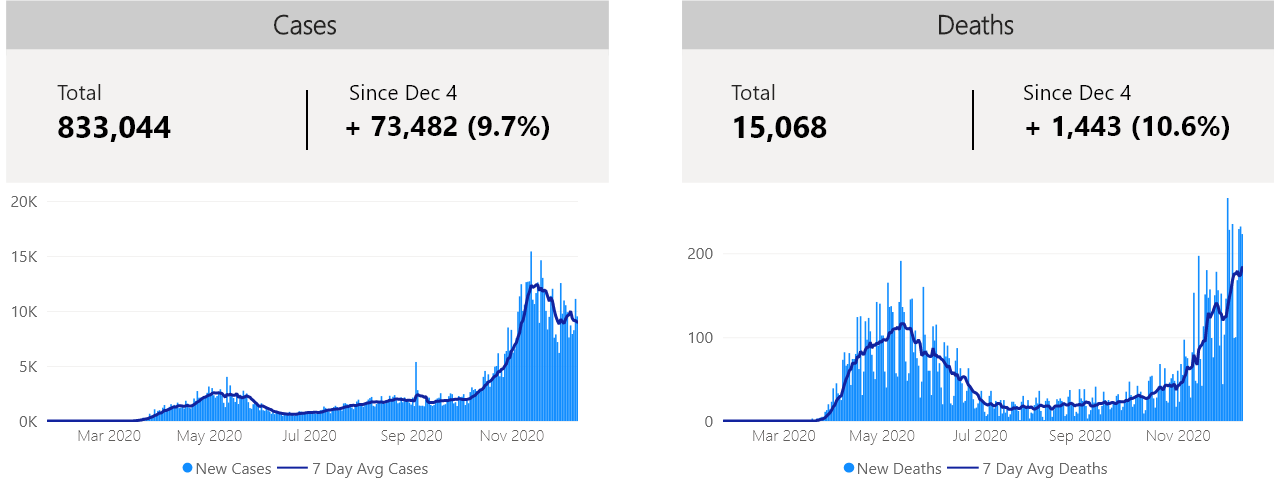 Cases
Total
833,044
Since Dec 4
+ 73,482 (9.7%)
20K
15K
10K
5K
0K
Mar 2020 May 2020 Jul 2020 Sep 2020 Nov 2020
New Cases 7 Day Avg Cases
Deaths
Total
15,068
Since Dec 4
+ 1,443 (10.6%)
200
100
0
Mar 2020 May 2020 Jul 2020 Sep 2020 Nov 2020
New Deaths 7 Day Avg Deaths